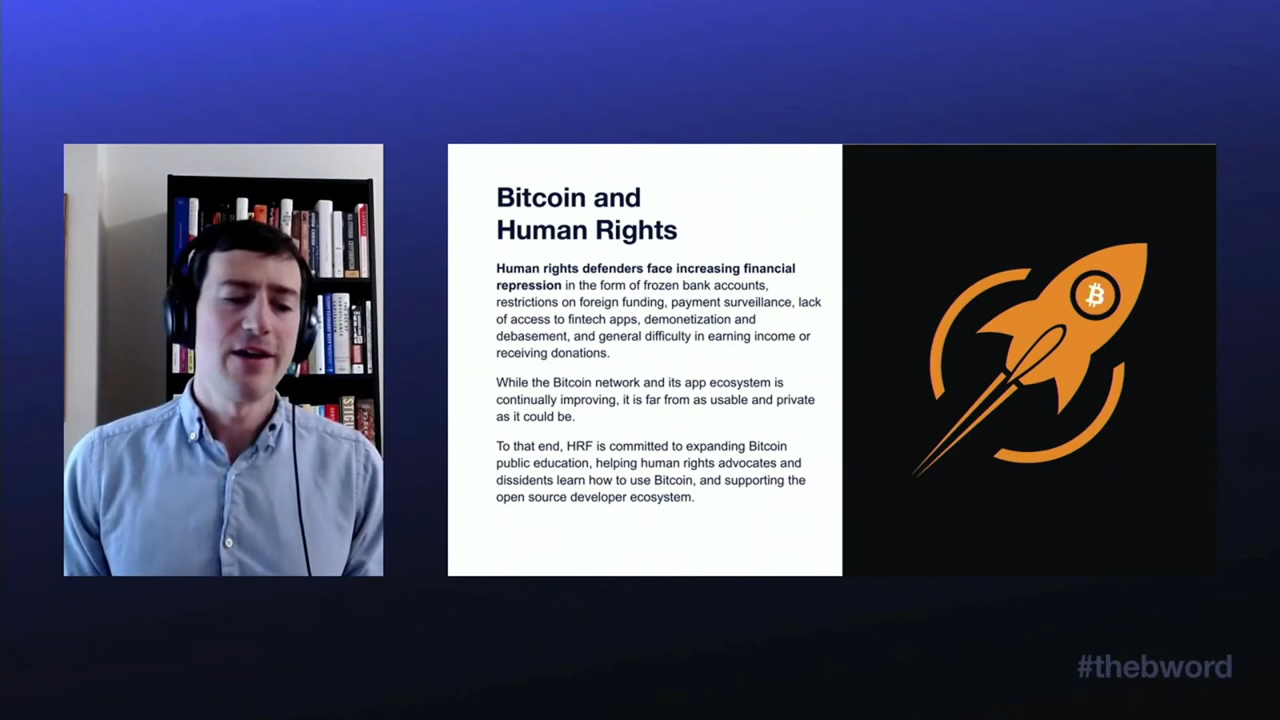 Bitcoin and
Human Rights
Human rights defenders face increasing financial
repression in the form of frozen bank accounts,
restrictions on foreign funding, payment surveillance, lack
of access to fintech apps, demonetization and
debasement, and general difficulty in earning income or
receiving donations.
While the Bitcoin network and its app ecosystem is
continually improving, it is far from as usable and private
as it could be.
To that end, HRF is committed to expanding Bitcoin
public education, helping human rights advocates and
dissidents learn how to use Bitcoin, and supporting the
open source developer ecosystem.
#thebword